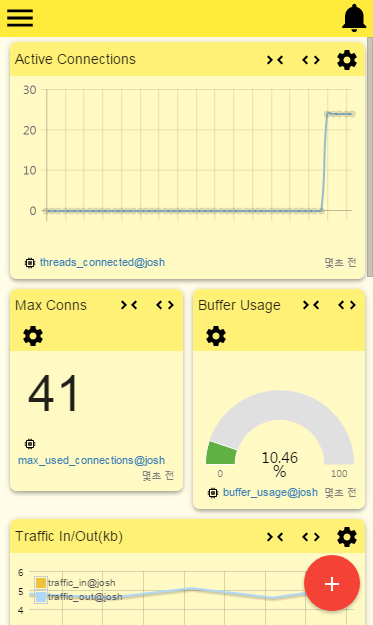 Active Connections
30
20
10
0
threads_connected@josh 몇초 전
Max Conns
41
max_used_connections@josh
몇초 전
Buffer Usage
10.46
%
0 100
buffer_usage@josh 몇초 전
Traffic In/Out(kb)
6
traffic_in@josh
5
traffic_out@josh
4